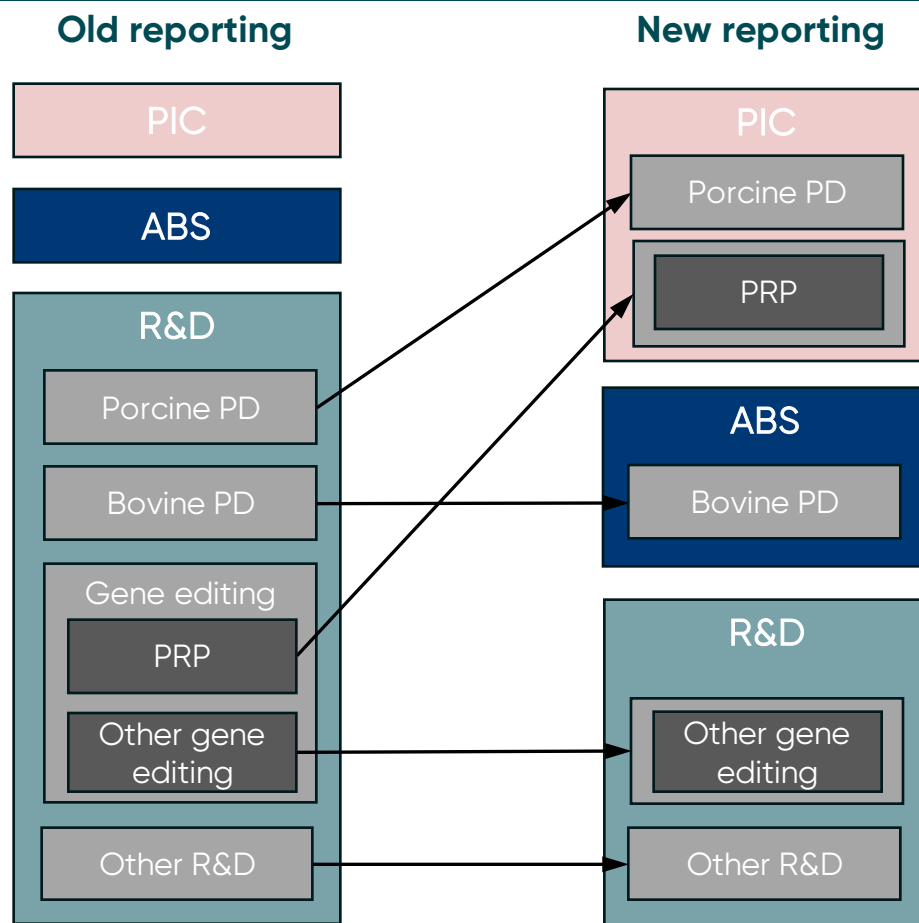 Old reporting
PIC
ABS
R&D
Porcine PD
Bovine PD
Gene editing
PRP
Other gene
editing
Other R&D
New reporting
PIC
Porcine PD
PRP
ABS
Bovine PD
R&D
Other gene
editing
Other R&D